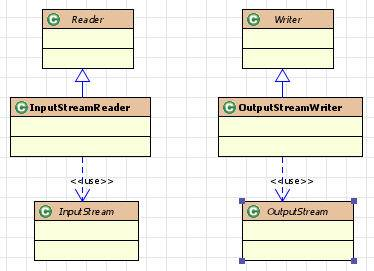 C Reader
C Writer
C InputStreamReader
C OutputStreamWriter
<<use>>
<<use>>
C InputStream
C OutputStream